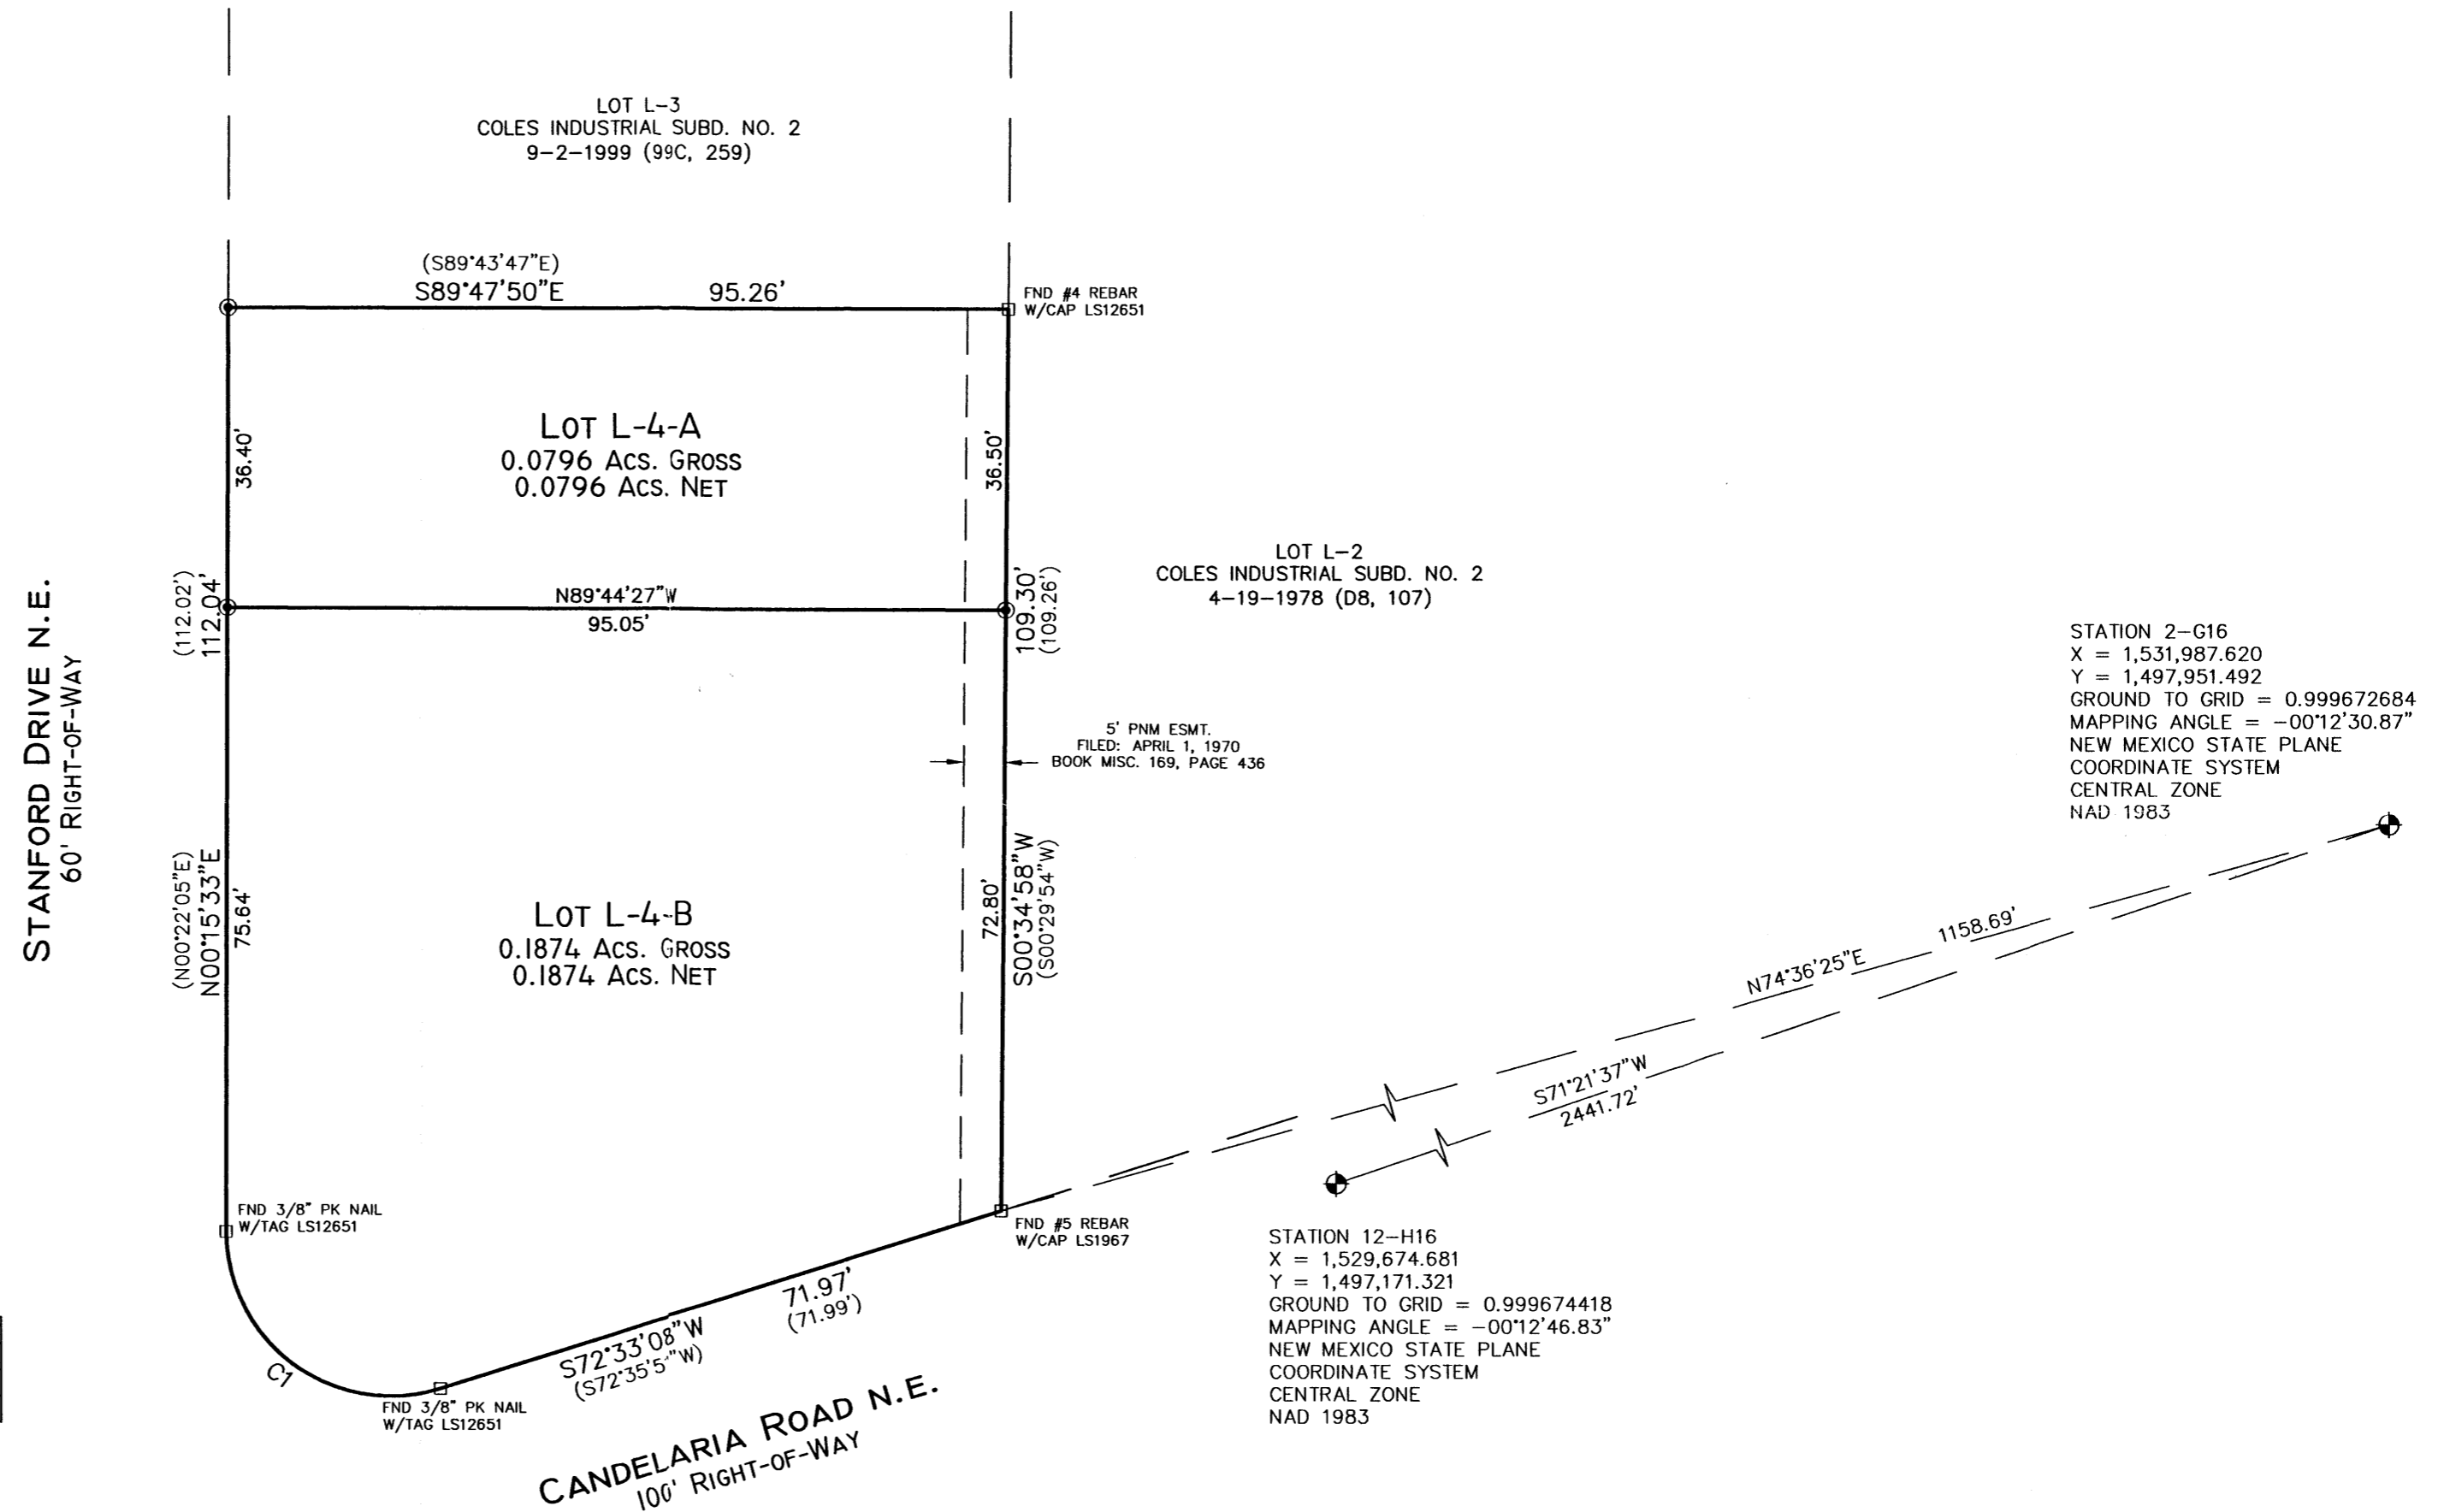 LOT L-3
COLES INDUSTRIAL SUBD. NO. 2
9-2-1999 (99C, 259)
(S89°43'47"E)
S89°47'50"E 95.26'
FND #4 REBAR
W/CAP LS12651
LOT L-4-A
0.0796 ACS. GROSS
0.0796 ACS. NET
36.40'
36.50'
LOT L-2
COLES INDUSTRIAL SUBD. NO. 2
4-19-1978 (D8, 107)
N89°44'27"W
95.05'
(112.02')
112.04'
109.30'
(109.26')
STANFORD DRIVE N.E.
60' RIGHT-OF-WAY
5' PNM ESMT.
FILED: APRIL 1, 1970
BOOK MISC. 169, PAGE 436
STATION 2-G16
X = 1,531,987.620
Y = 1,497,951.492
GROUND TO GRID = 0.999672684
MAPPING ANGLE = -00°12'30.87"
NEW MEXICO STATE PLANE
COORDINATE SYSTEM
CENTRAL ZONE
NAD 1983
(N00°22'05"E)
N00°15'33"E
75.64'
LOT L-4-B
0.1874 ACS. GROSS
0.1874 ACS. NET
72.80'
S00°34'58"W
(S00°29'54"W)
N74°36'25"E 1158.69'
S71°21'37"W
2441.72'
FND 3/8" PK NAIL
W/TAG LS12651
FND #5 REBAR
W/CAP LS1967
STATION 12-H16
X = 1,529,674.681
Y = 1,497,171.321
GROUND TO GRID = 0.999674418
MAPPING ANGLE = -00°12'46.83"
NEW MEXICO STATE PLANE
COORDINATE SYSTEM
CENTRAL ZONE
NAD 1983
71.97'
(71.99')
S72°33'08"W
C1
FND 3/8" PK NAIL
W/TAG LS12651
CANDELARIA ROAD N.E.
100' RIGHT-OF-WAY